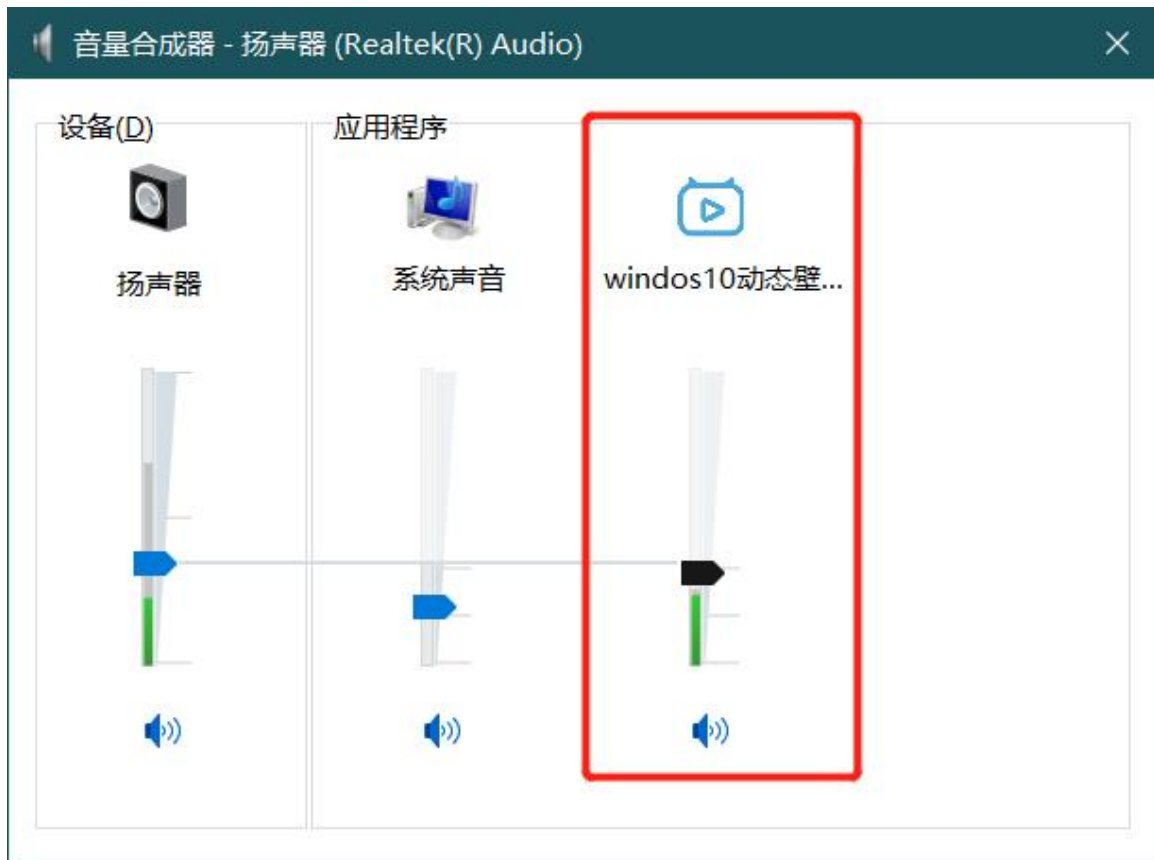 音量合成器 - 扬声器 (Realtek(R) Audio)
设备(D)
应用程序
扬声器
系统声音
windos10动态壁...